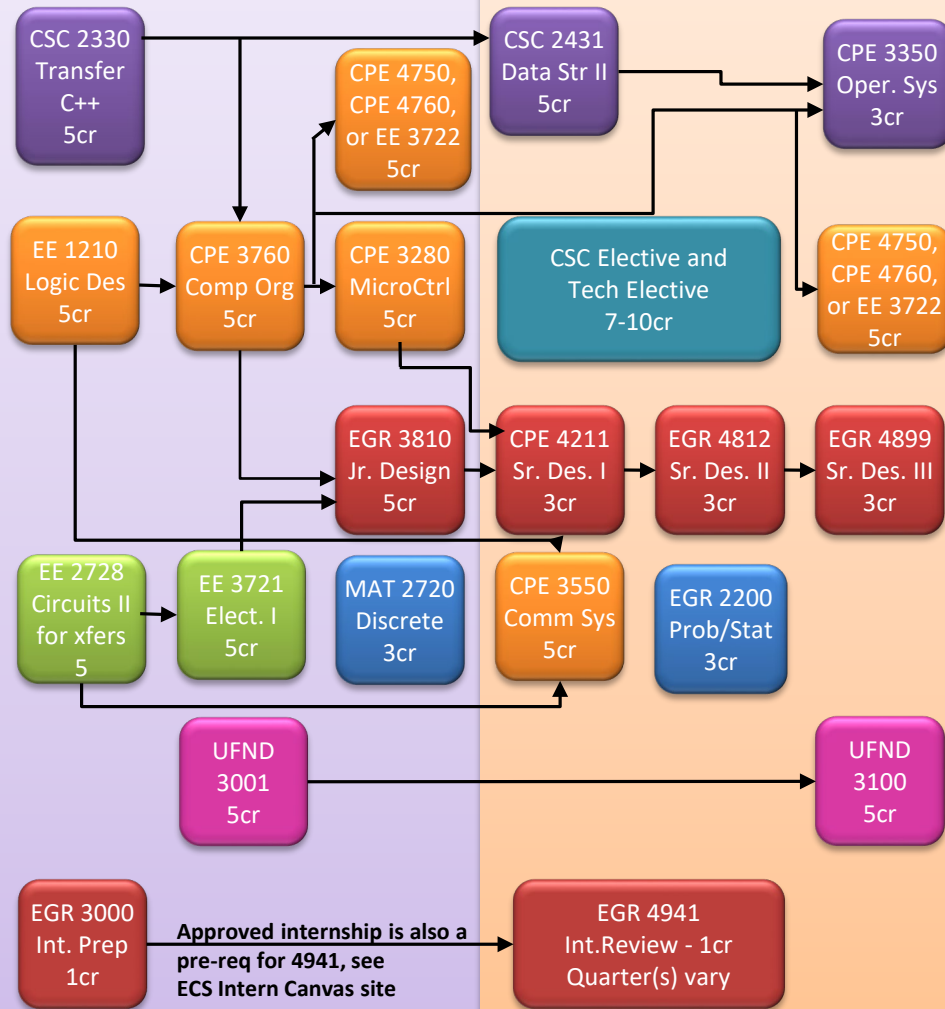 CSC 2330
Transfer
C++
5cr
CPE 4750,
CPE 4760,
or EE 3722
5cr
CSC 2431
Data Str II
5cr
CPE 3350
Oper. Sys
3cr
EE 1210
Logic Des
5cr
CPE 3760
Comp Org
5cr
CPE 3280
MicroCtrl
5cr
CSC Elective and
Tech Elective
7-10cr
CPE 4750,
CPE 4760,
or EE 3722
5cr
EGR 3810
Jr. Design
5cr
CPE 4211
Sr. Des. I
3cr
EGR 4812
Sr. Des. II
3cr
EGR 4899
Sr. Des. III
3cr
EE 2728
Circuits II
for xfers
5
EE 3721
Elect. I
5cr
MAT 2720
Discrete
3cr
CPE 3550
Comm Sys
5cr
EGR 2200
Prob/Stat
3cr
UFND
3001
5cr
UFND
3100
5cr
EGR 3000
Int. Prep
1cr
Approved internship is also a
pre-req for 4941, see
ECS Intern Canvas site
EGR 4941
Int.Review - 1cr
Quarter(s) vary